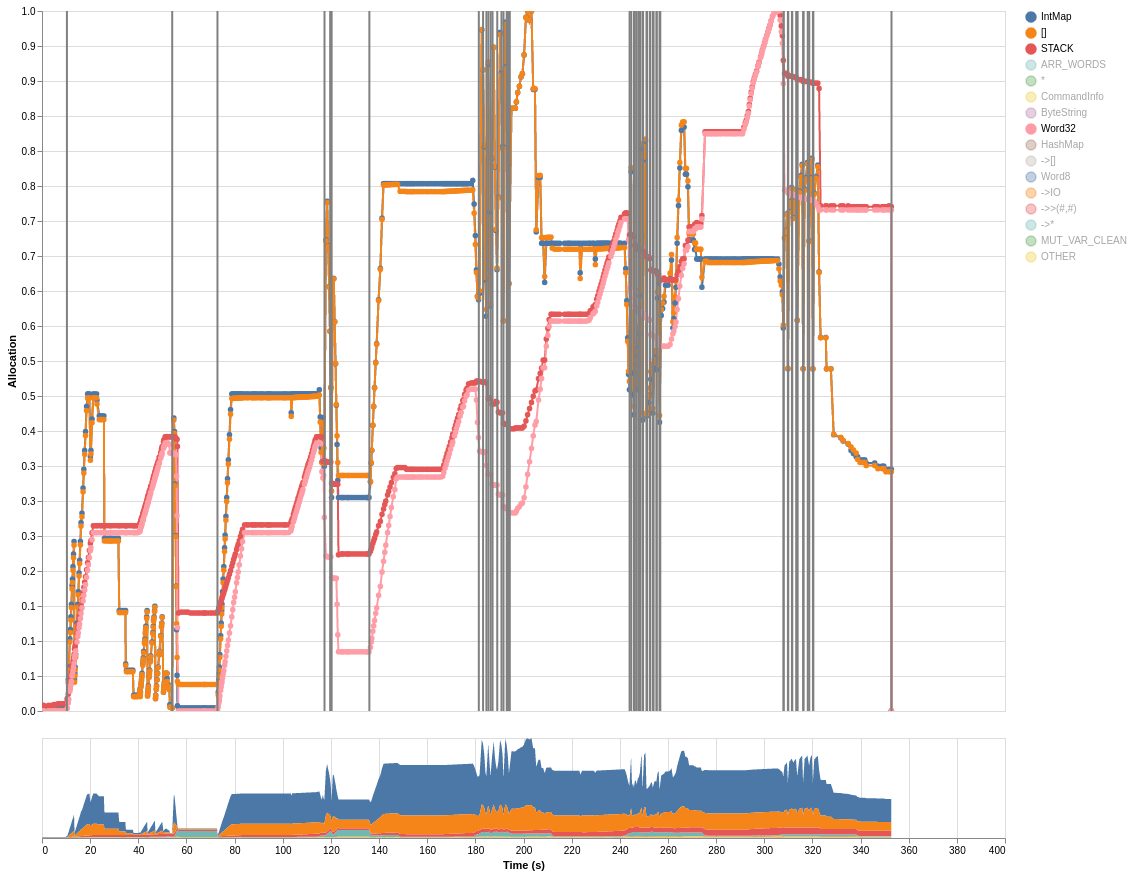 1.0
0.9
0.9
0.8
0.8
0.8
0.7
0.7
0.6
0.6
0.5
0.5
0.4
0.3
0.3
0.3
0.2
0.1
0.1
0.1
0.0
Allocation
IntMap
[]
STACK
ARR_WORDS
*
CommandInfo
ByteString
Word32
HashMap
->[]
Word8
->IO
->>(#,#)
->*
MUT_VAR_CLEAN
OTHER
0 20 40 60 80 100 120 140 160 180 200 220 240 260 280 300 320 340 360 380 400
Time (s)